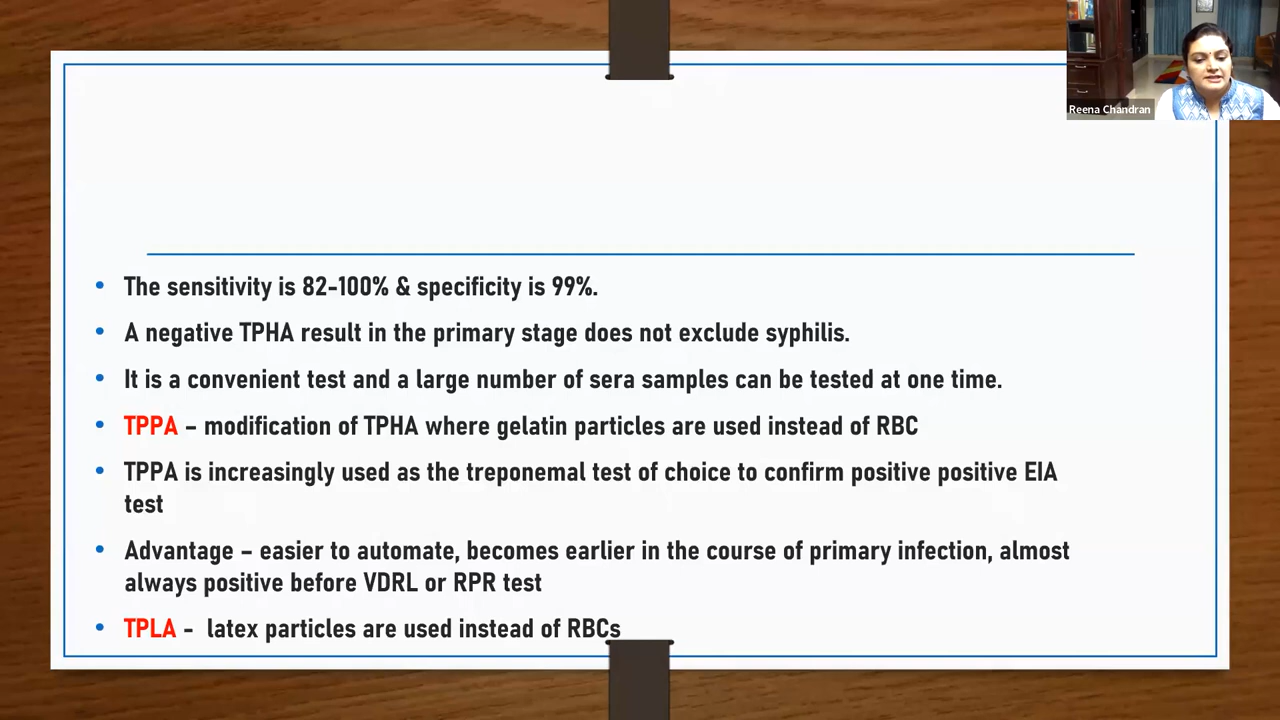 Reena Chandran
• The sensitivity is 82-100% & specificity is 99%.
• A negative TPHA result in the primary stage does not exclude syphilis.
• It is a convenient test and a large number of sera samples can be tested at one time.
• TPPA – modification of TPHA where gelatin particles are used instead of RBC
• TPPA is increasingly used as the treponemal test of choice to confirm positive positive EIA
test
• Advantage – easier to automate, becomes earlier in the course of primary infection, almost
always positive before VDRL or RPR test
• TPLA - latex particles are used instead of RBCs